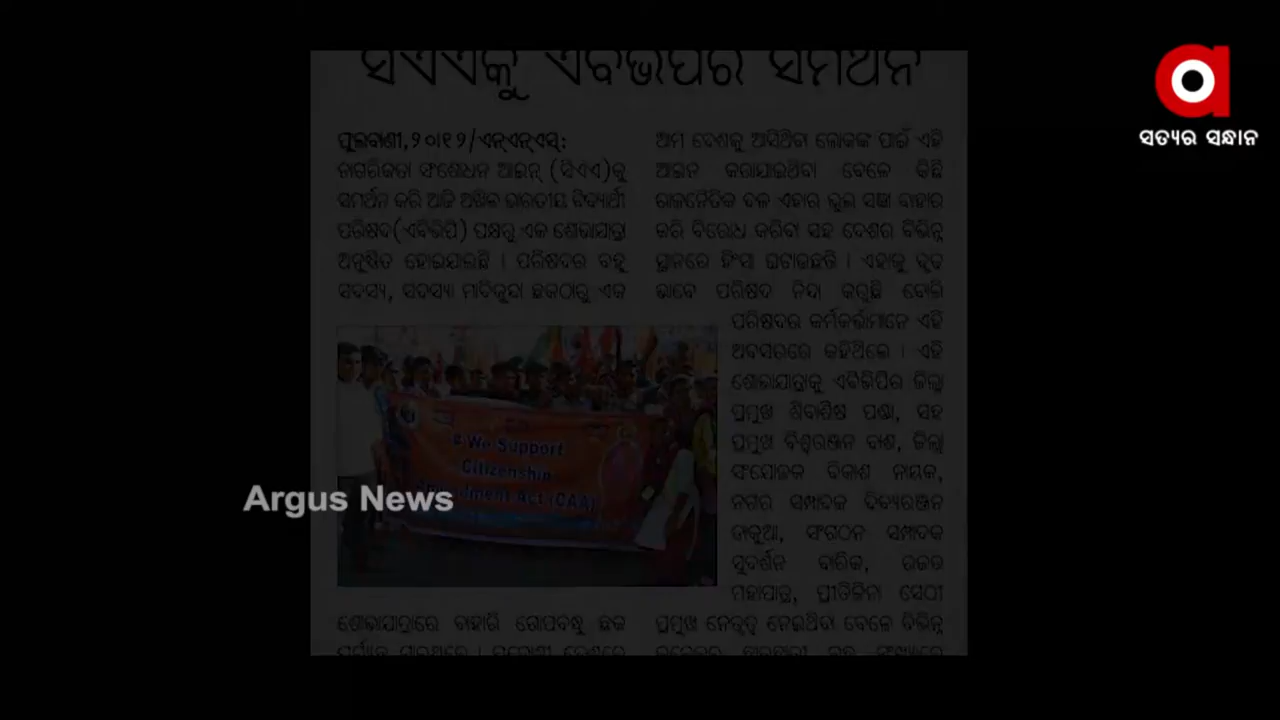 ସିଏଏକୁ ଏବିଭିପିର ସମର୍ଥନ
ସତ୍ୟର ସନ୍ଧାନ
ଫୁଲବାଣୀ,୨୦।୧୨/ଏନ୍‌ଏନ୍‌ଏସ୍:
ନାଗରିକତା ସଂଶୋଧନ ଆଇନ୍ (ସିଏଏ)କୁ
ସମର୍ଥନ କରି ଆଜି ଅଖିଳ ଭାରତୀୟ ବିଦ୍ୟାର୍ଥୀ
ପରିଷଦ(ଏବିଭିପି) ପକ୍ଷରୁ ଏକ ଶୋଭାଯାତ୍ରା
ଅନୁଷ୍ଠିତ ହୋଇଯାଇଛି । ପରିଷଦର ବହୁ
ସଦସ୍ୟ, ସଦସ୍ୟା ମାଦିକୁନ୍ଦା ଛକଠାରୁ ଏକ
# We Support
Citizenship
Amendment Act (CAA)
Argus News
ଶୋଭାଯାତ୍ରାରେ ବାହାରି ଗୋପବନ୍ଧୁ ଛକ
ଆମ ଦେଶକୁ ଆସିଥିବା ଲୋକଙ୍କ ପାଇଁ ଏହି
ଆଇନ କରାଯାଇଥିବା ବେଳେ କିଛି
ରାଜନୈତିକ ଦଳ ଏହାର ଭୁଲ ସଜ୍ଞା ବାହାର
କରି ବିରୋଧ କରିବା ସହ ଦେଶର ବିଭିନ୍ନ
ସ୍ଥାନରେ ହିଂସା ଘଟାଉଛନ୍ତି । ଏହାକୁ ଦୃଢ଼
ଭାବେ ପରିଷଦ ନିନ୍ଦା କରୁଛି ବୋଲି
ପରିଷଦର କର୍ମକର୍ତ୍ତାମାନେ ଏହି
ଅବସରରେ କହିଥିଲେ । ଏହି
ଶୋଭାଯାତ୍ରାକୁ ଏବିଭିପିର ଜିଲ୍ଲା
ପ୍ରମୁଖ ଶିବାଶିଷ ପଣ୍ଡା, ସହ
ପ୍ରମୁଖ ବିଶ୍ୱରଞ୍ଜନ ଦାଶ, ଜିଲ୍ଲା
ସଂଯୋଜକ ବିକାଶ ନାୟକ,
ନଗର ସମ୍ପାଦକ ଦିବ୍ୟରଞ୍ଜନ
ଡାକୁଆ, ସଂଗଠନ ସମ୍ପାଦକ
ସୁଦର୍ଶନ ବାରିକ, ଭଜର
ମହାପାତ୍ର, ପ୍ରୀତିଳିନା ସେଠୀ
ପ୍ରମୁଖ ନେତୃତ୍ୱ ନେଇଥିବା ବେଳେ ବିଭିନ୍ନ